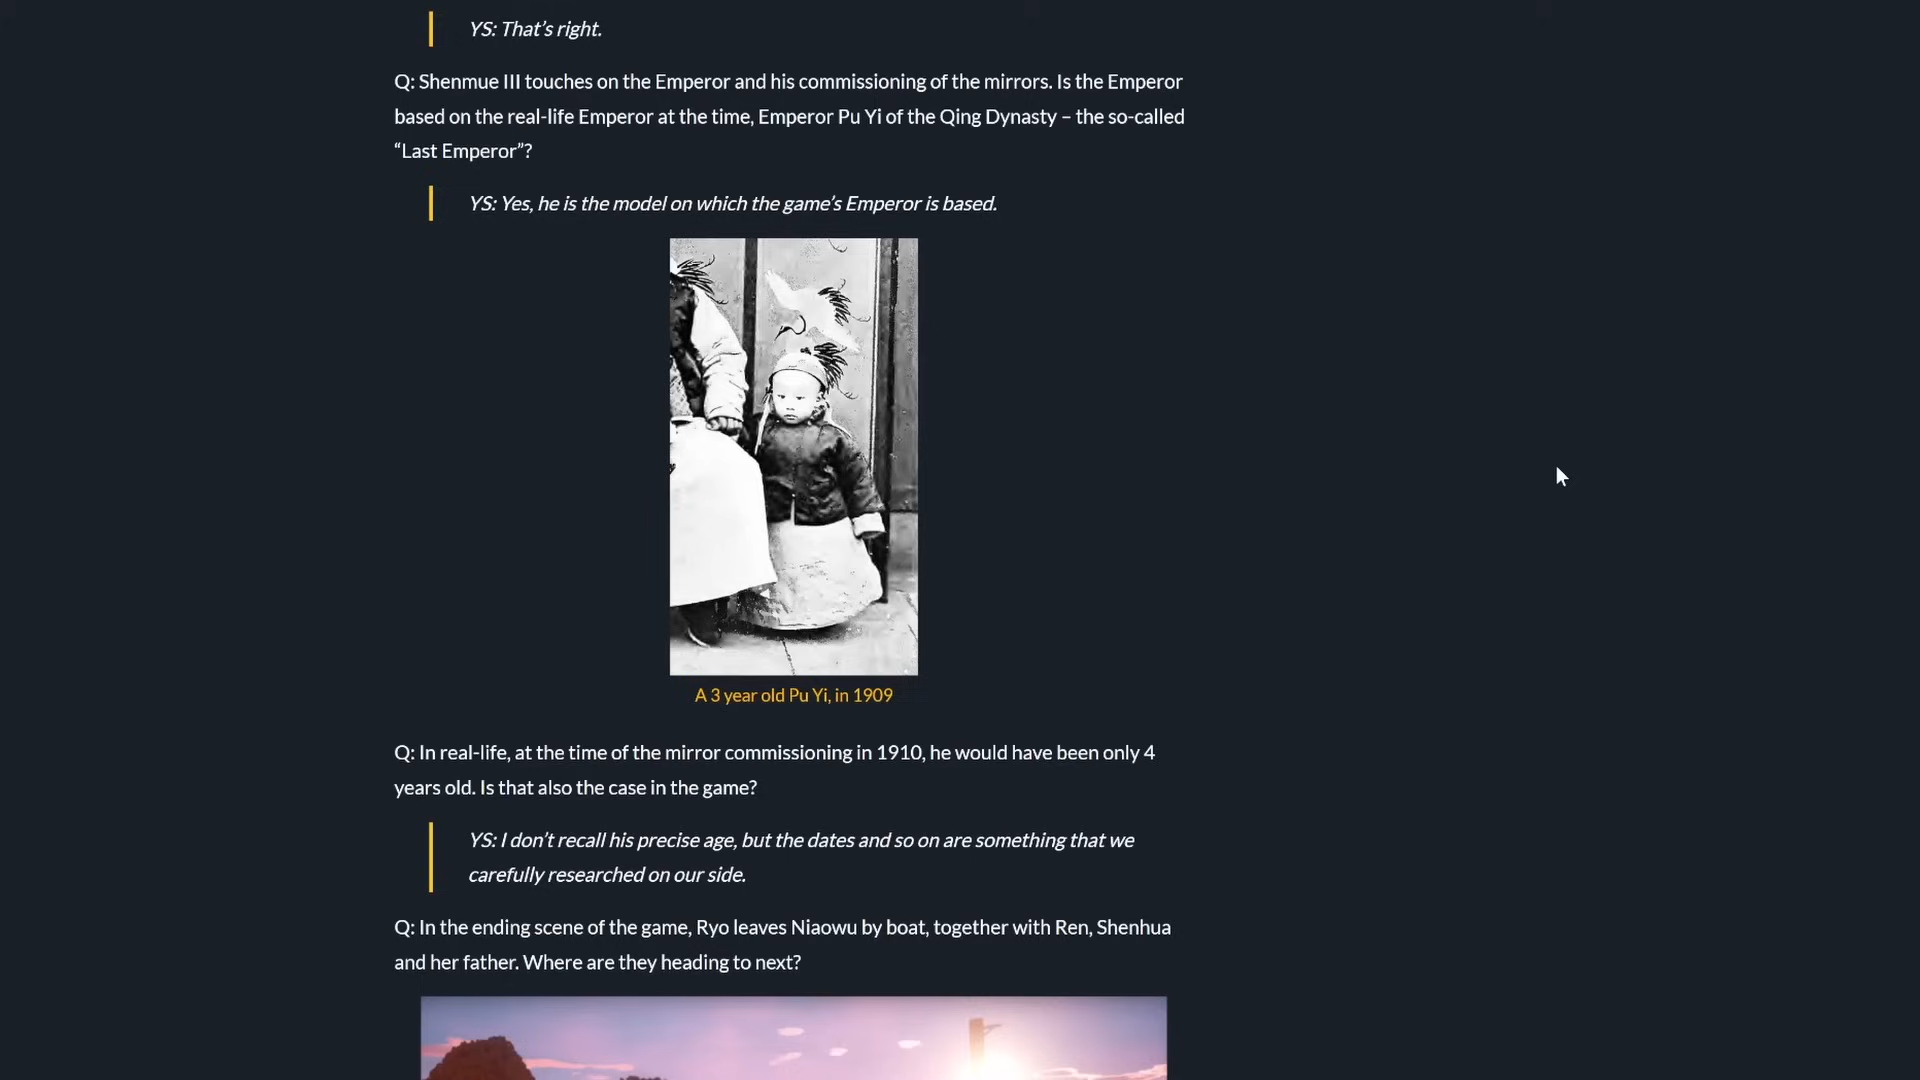 YS: That’s right.
Q: Shenmue III touches on the Emperor and his commissioning of the mirrors. Is the Emperor
based on the real-life Emperor at the time, Emperor Pu Yi of the Qing Dynasty – the so-called
“Last Emperor”?
YS: Yes, he is the model on which the game’s Emperor is based.
A 3 year old Pu Yi, in 1909
Q: In real-life, at the time of the mirror commissioning in 1910, he would have been only 4
years old. Is that also the case in the game?
YS: I don’t recall his precise age, but the dates and so on are something that we
carefully researched on our side.
Q: In the ending scene of the game, Ryo leaves Niaowu by boat, together with Ren, Shenhua
and her father. Where are they heading to next?